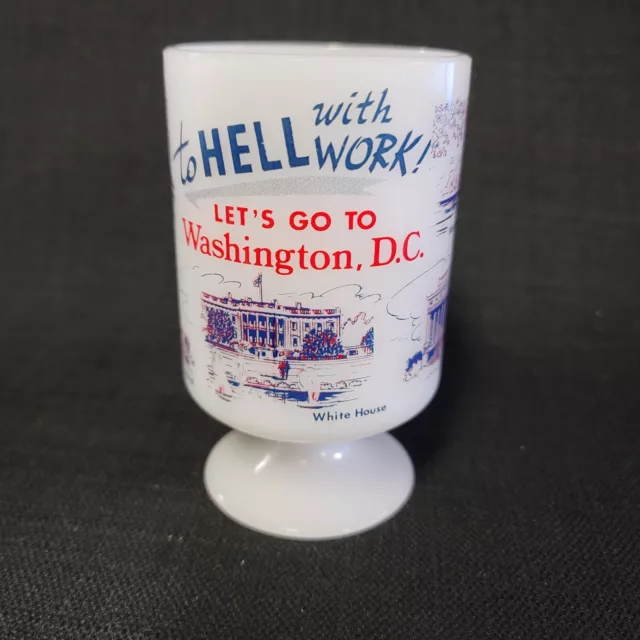 to HELL with WORK!
LET'S GO TO
Washington, D.C.
White House